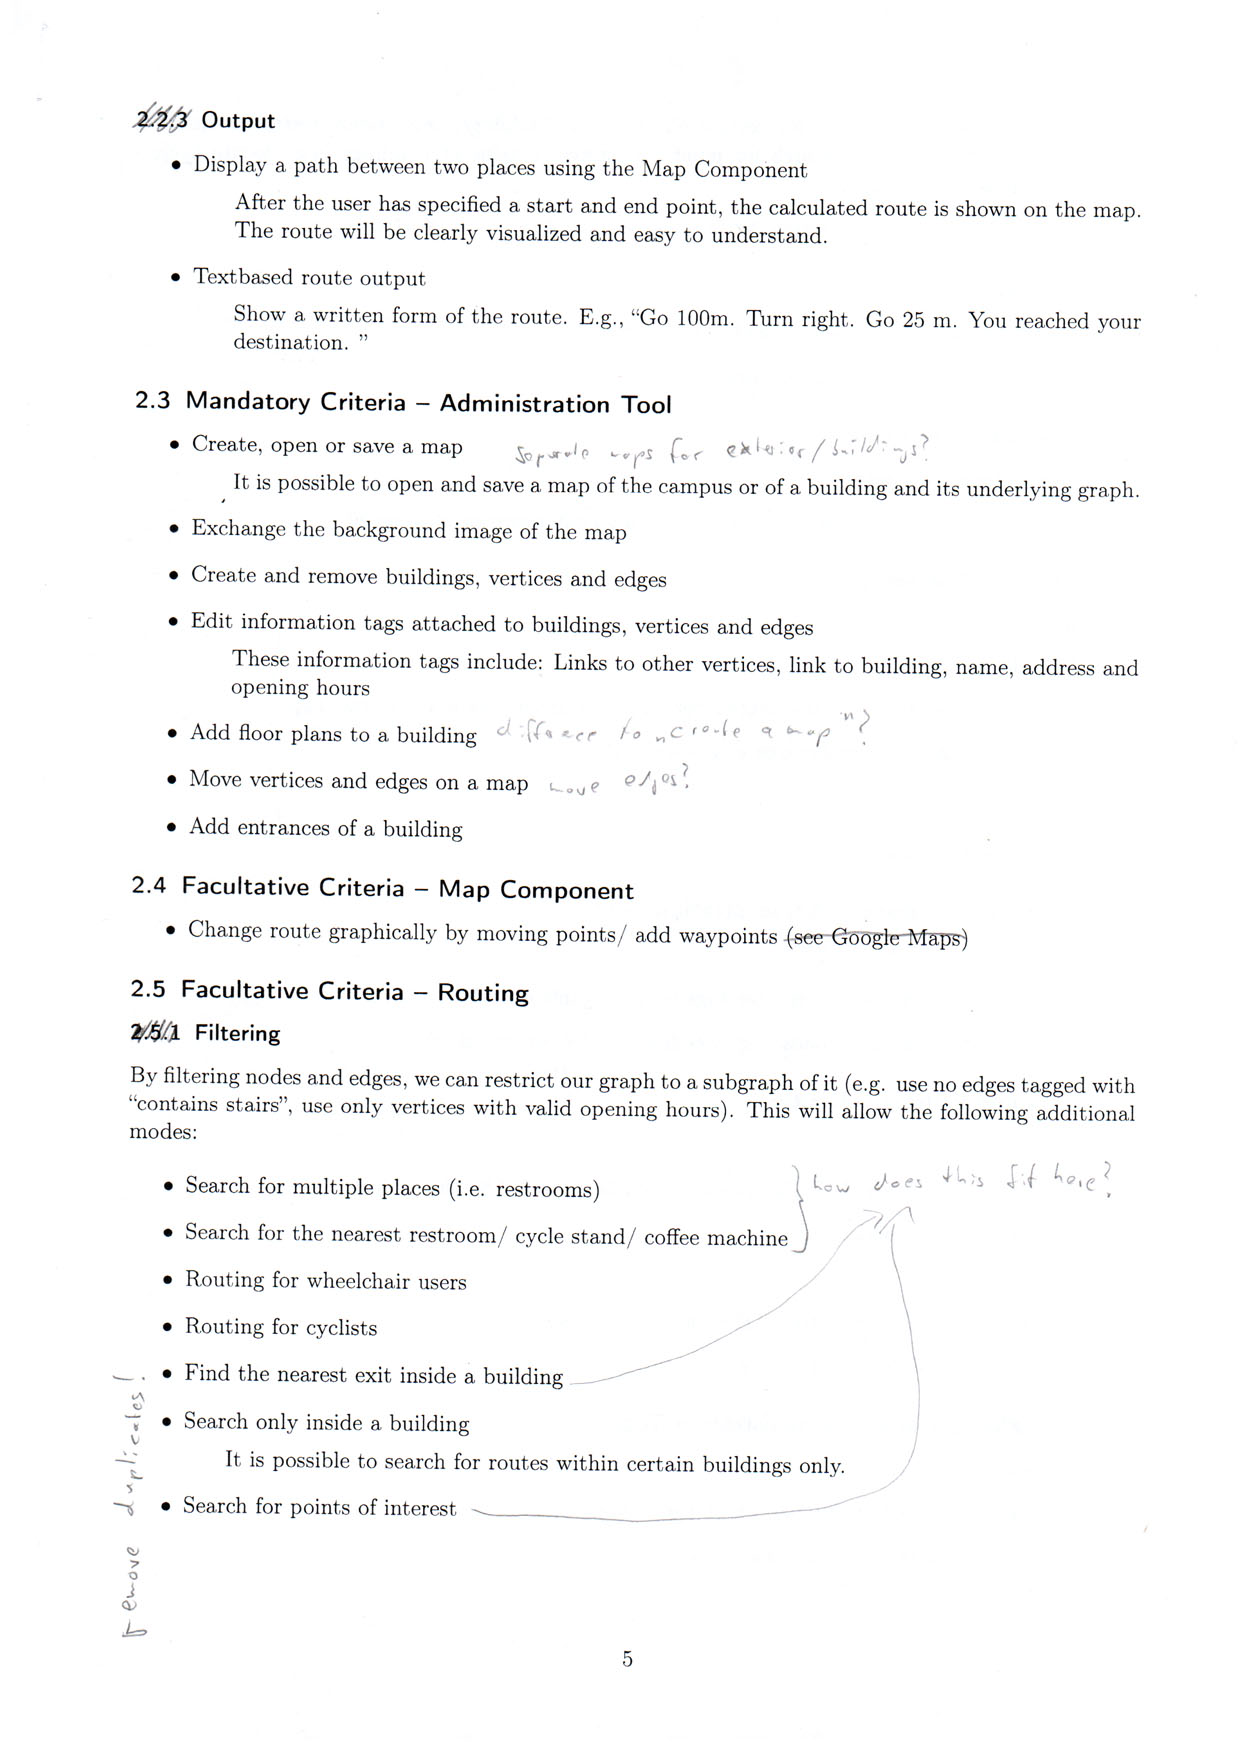 2.2.3 Output
• Display a path between two places using the Map Component
After the user has specified a start and end point, the calculated route is shown on the map.
The route will be clearly visualized and easy to understand.
• Textbased route output
Show a written form of the route. E.g., “Go 100m. Turn right. Go 25 m. You reached your
destination. ”
2.3 Mandatory Criteria – Administration Tool
• Create, open or save a map separate maps for exterior/buildings?
It is possible to open and save a map of the campus or of a building and its underlying graph.
• Exchange the background image of the map
• Create and remove buildings, vertices and edges
• Edit information tags attached to buildings, vertices and edges
These information tags include: Links to other vertices, link to building, name, address and
opening hours
• Add floor plans to a building difference to „create a map"?
• Move vertices and edges on a map move edges?
• Add entrances of a building
2.4 Facultative Criteria – Map Component
• Change route graphically by moving points/ add waypoints (see Google Maps)
2.5 Facultative Criteria – Routing
2.5.1 Filtering
By filtering nodes and edges, we can restrict our graph to a subgraph of it (e.g. use no edges tagged with
“contains stairs”, use only vertices with valid opening hours). This will allow the following additional
modes:
• Search for multiple places (i.e. restrooms) how does this fit here?
• Search for the nearest restroom/ cycle stand/ coffee machine
• Routing for wheelchair users
• Routing for cyclists
• Find the nearest exit inside a building
• Search only inside a building
It is possible to search for routes within certain buildings only.
• Search for points of interest
remove duplicates!
5